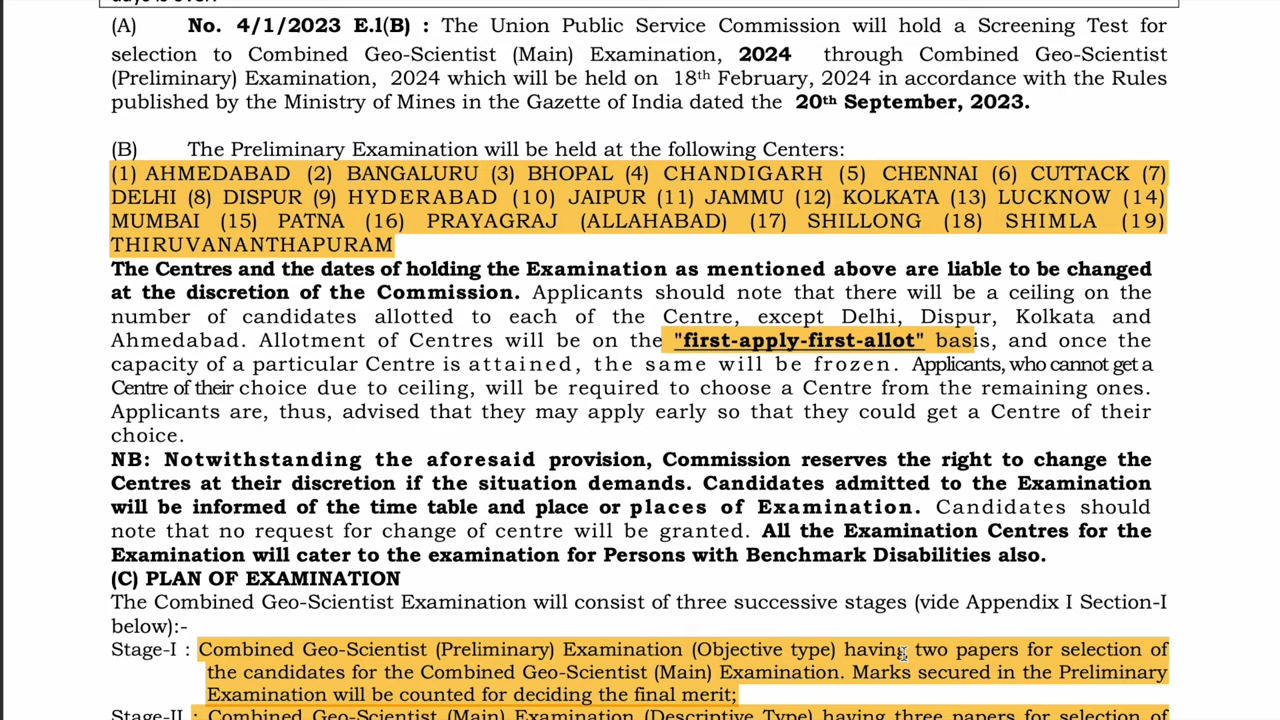 days is over.
(A) No. 4/1/2023 E.l(B) : The Union Public Service Commission will hold a Screening Test for
selection to Combined Geo-Scientist (Main) Examination, 2024 through Combined Geo-Scientist
(Preliminary) Examination, 2024 which will be held on 18th February, 2024 in accordance with the Rules
published by the Ministry of Mines in the Gazette of India dated the 20th September, 2023.
(B) The Preliminary Examination will be held at the following Centers:
(1) AHMEDABAD (2) BANGALURU (3) BHOPAL (4) CHANDIGARH (5) CHENNAI (6) CUTTACK (7)
DELHI (8) DISPUR (9) HYDERABAD (10) JAIPUR (11) JAMMU (12) KOLKATA (13) LUCKNOW (14)
MUMBAI (15) PATNA (16) PRAYAGRAJ (ALLAHABAD) (17) SHILLONG (18) SHIMLA (19)
THIRUVANANTHAPURAM
The Centres and the dates of holding the Examination as mentioned above are liable to be changed
at the discretion of the Commission. Applicants should note that there will be a ceiling on the
number of candidates allotted to each of the Centre, except Delhi, Dispur, Kolkata and
Ahmedabad. Allotment of Centres will be on the "first-apply-first-allot" basis, and once the
capacity of a particular Centre is attained, the same will be frozen. Applicants, who cannot get a
Centre of their choice due to ceiling, will be required to choose a Centre from the remaining ones.
Applicants are, thus, advised that they may apply early so that they could get a Centre of their
choice.
NB: Notwithstanding the aforesaid provision, Commission reserves the right to change the
Centres at their discretion if the situation demands. Candidates admitted to the Examination
will be informed of the time table and place or places of Examination. Candidates should
note that no request for change of centre will be granted. All the Examination Centres for the
Examination will cater to the examination for Persons with Benchmark Disabilities also.
(C) PLAN OF EXAMINATION
The Combined Geo-Scientist Examination will consist of three successive stages (vide Appendix I Section-I
below):-
Stage-I : Combined Geo-Scientist (Preliminary) Examination (Objective type) having two papers for selection of
the candidates for the Combined Geo-Scientist (Main) Examination. Marks secured in the Preliminary
Examination will be counted for deciding the final merit;
Stage-II : Combined Geo-Scientist (Main) Examination (Descriptive Type) having three papers for selection of